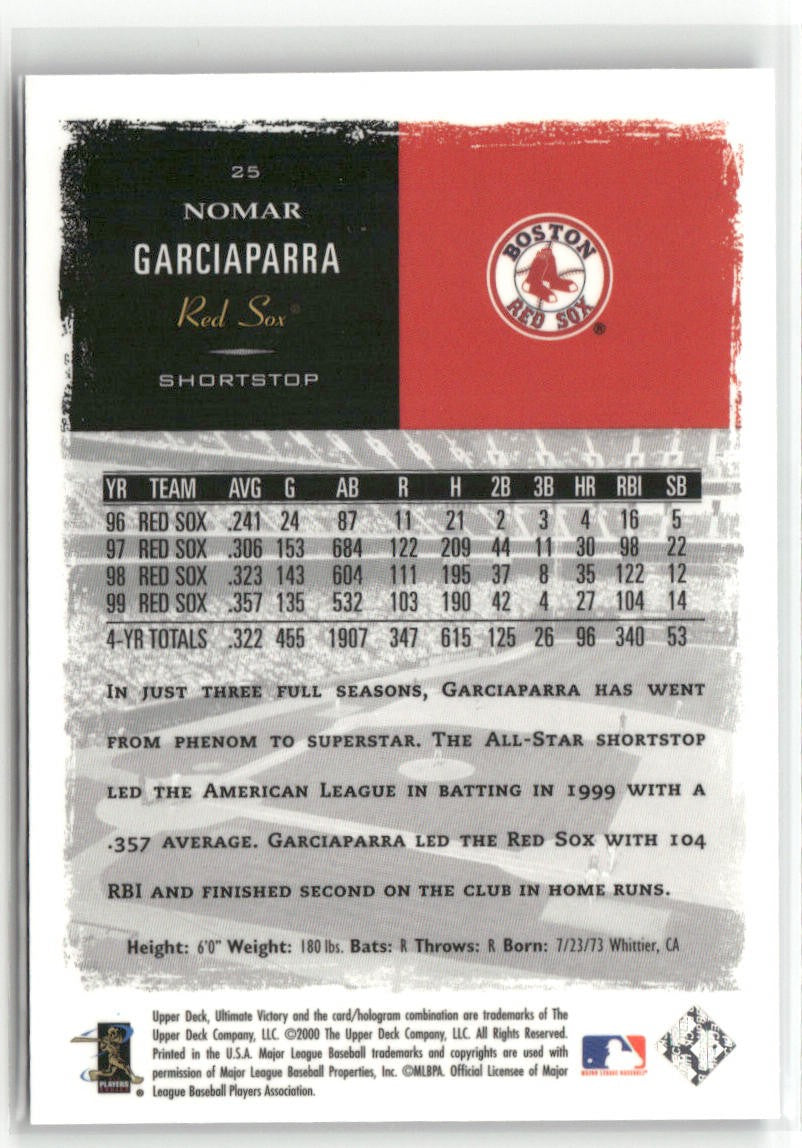 25
NOMAR
GARCIAPARRA
Red Sox®
SHORTSTOP
BOSTON
RED SOX
®
YR TEAM AVG G AB R H 2B 3B HR RBI SB
96 RED SOX .241 24 87 11 21 2 3 4 16 5
97 RED SOX .306 153 684 122 209 44 11 30 98 22
98 RED SOX .323 143 604 111 195 37 8 35 122 12
99 RED SOX .357 135 532 103 190 42 4 27 104 14
4-YR TOTALS .322 455 1907 347 615 125 26 96 340 53
In just three full seasons, Garciaparra has went
from phenom to superstar. The All-Star shortstop
led the American League in batting in 1999 with a
.357 average. Garciaparra led the Red Sox with 104
RBI and finished second on the club in home runs.
Height: 6'0" Weight: 180 lbs. Bats: R Throws: R Born: 7/23/73 Whittier, CA
Upper Deck, Ultimate Victory and the card/hologram combination are trademarks of The
Upper Deck Company, LLC. ©2000 The Upper Deck Company, LLC. All Rights Reserved.
Printed in the U.S.A. Major League Baseball trademarks and copyrights are used with
permission of Major League Baseball Properties, Inc. ©MLBPA. Official Licensee of Major
League Baseball Players Association.
PLAYERS
®
MAJOR LEAGUE BASEBALL